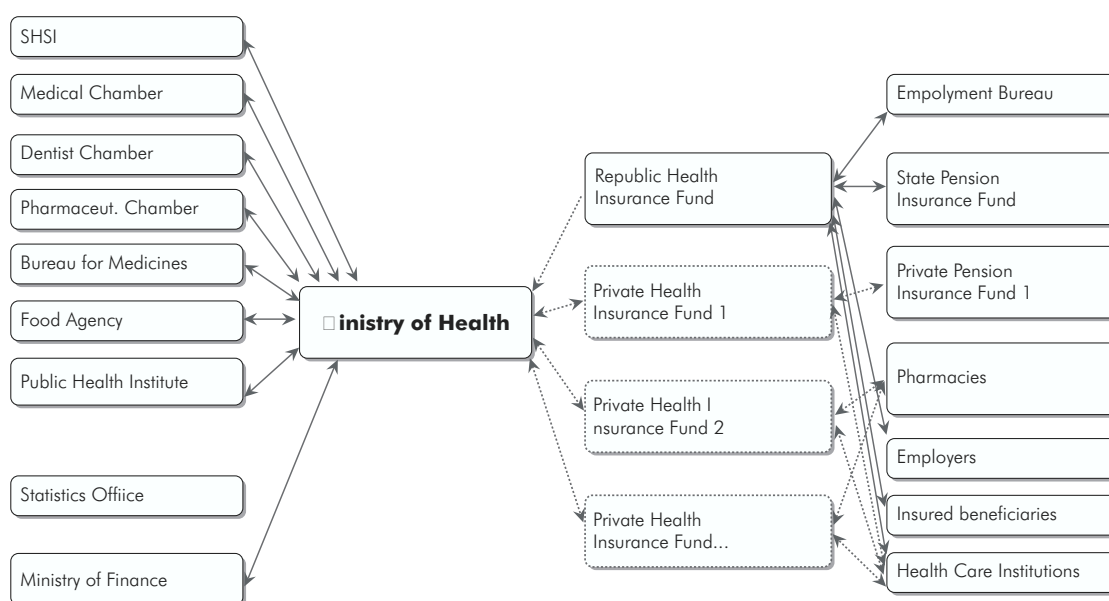 SHSI
Medical Chamber
Dentist Chamber
Pharmaceut. Chamber
Bureau for Medicines
Food Agency
Public Health Institute
Statistics Offiice
Ministry of Finance
□inistry of Health
Republic Health
Insurance Fund
Private Health
Insurance Fund 1
Private Health I
nsurance Fund 2
Private Health
Insurance Fund...
Empolyment Bureau
State Pension
Insurance Fund
Private Pension
Insurance Fund 1
Pharmacies
Employers
Insured beneficiaries
Health Care Institutions